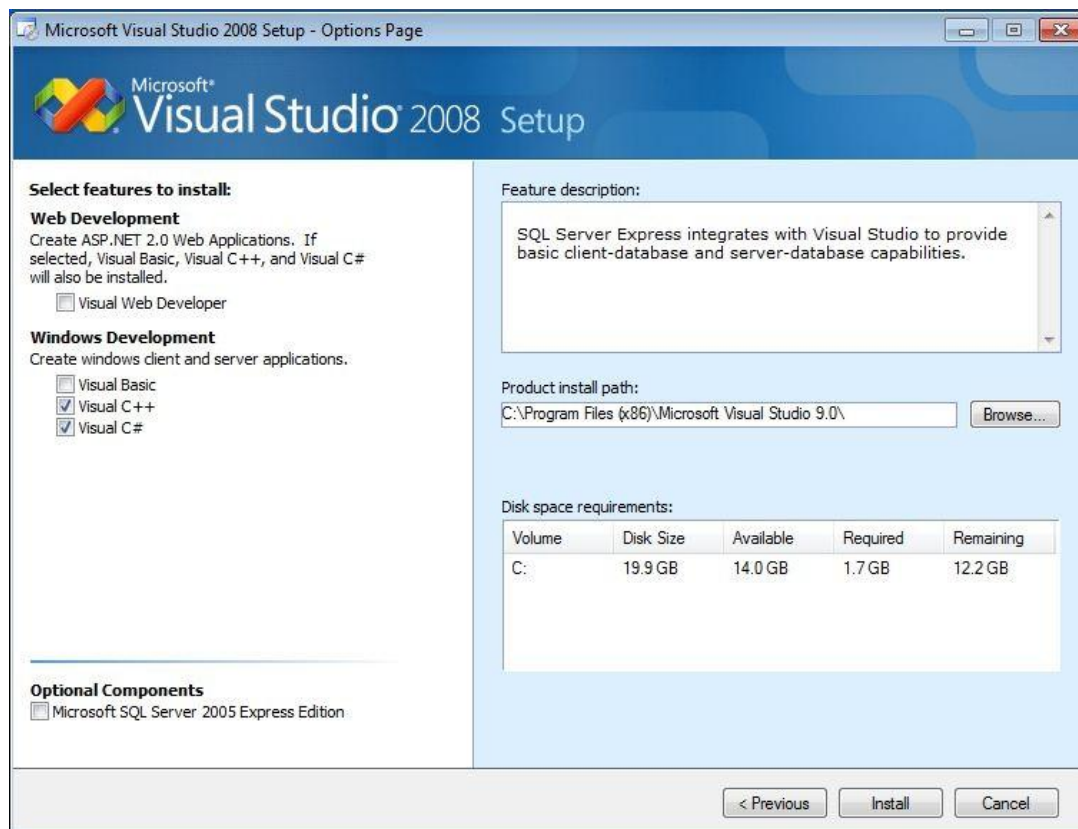 Microsoft Visual Studio 2008 Setup - Options Page
Microsoft®
Visual Studio® 2008 Setup
Select features to install:
Web Development
Create ASP.NET 2.0 Web Applications. If
selected, Visual Basic, Visual C++, and Visual C#
will also be installed.
Visual Web Developer
Windows Development
Create windows client and server applications.
Visual Basic
Visual C++
Visual C#
Optional Components
Microsoft SQL Server 2005 Express Edition
Feature description:
SQL Server Express integrates with Visual Studio to provide
basic client-database and server-database capabilities.
Product install path:
C:\Program Files (x86)\Microsoft Visual Studio 9.0\
Browse...
Disk space requirements:
Volume Disk Size Available Required Remaining
C: 19.9 GB 14.0 GB 1.7 GB 12.2 GB
< Previous Install Cancel